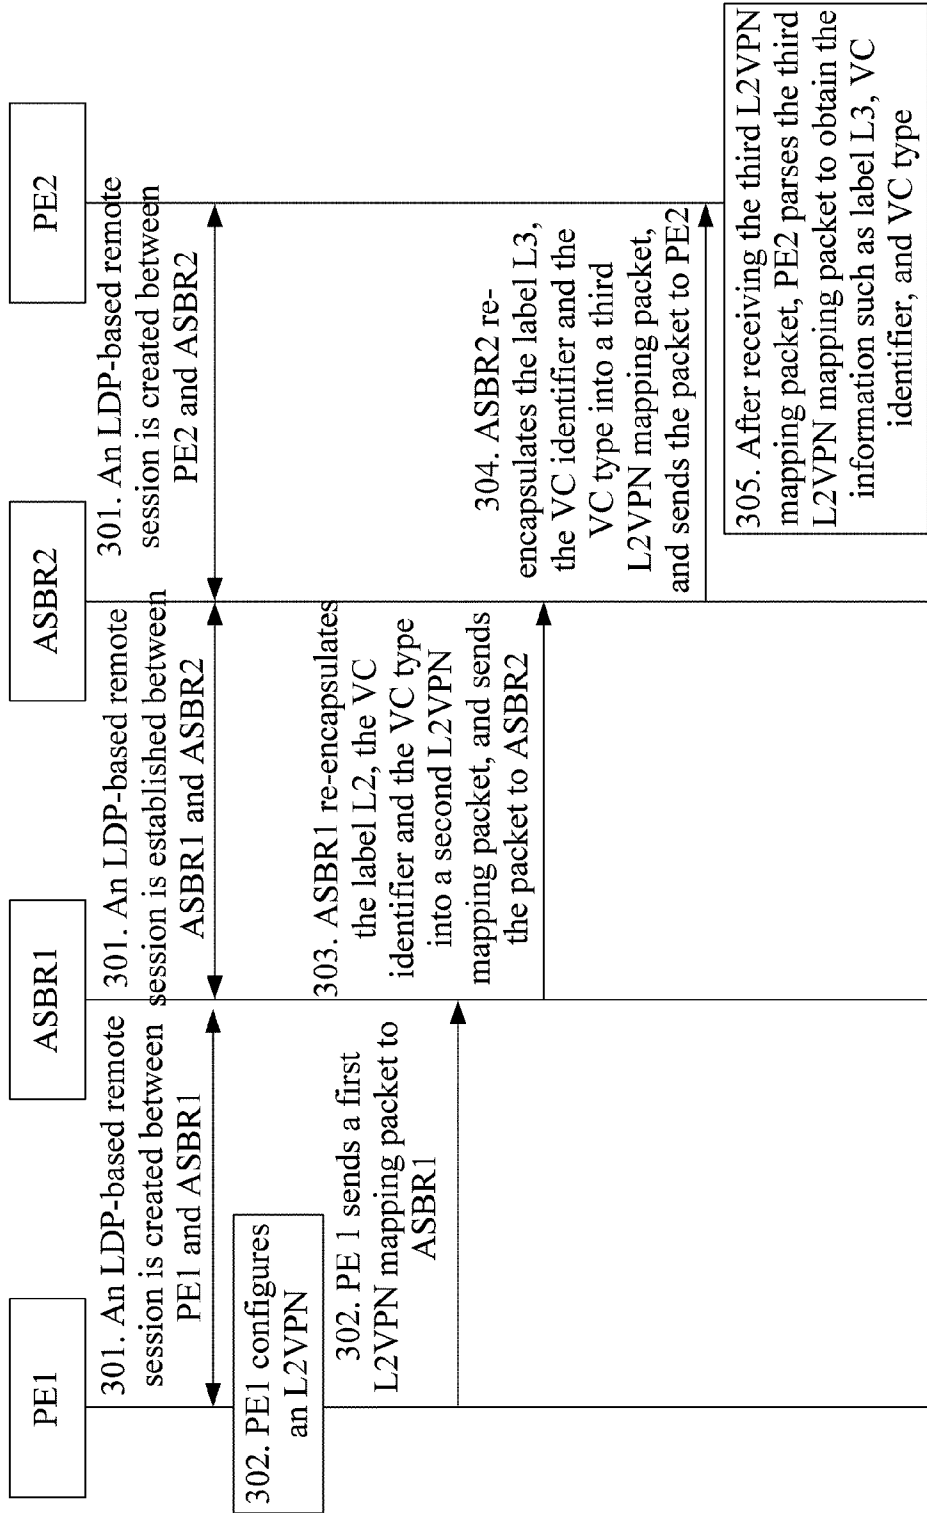 PE1
ASBR1
ASBR2
PE2
301. An LDP-based remote
session is created between
PE1 and ASBR1
301. An LDP-based remote
session is established between
ASBR1 and ASBR2
301. An LDP-based remote
session is created between
PE2 and ASBR2
302. PE1 configures
an L2VPN
302. PE 1 sends a first
L2VPN mapping packet to
ASBR1
303. ASBR1 re-encapsulates
the label L2, the VC
identifier and the VC type
into a second L2VPN
mapping packet, and sends
the packet to ASBR2
304. ASBR2 re-
encapsulates the label L3,
the VC identifier and the
VC type into a third
L2VPN mapping packet,
and sends the packet to PE2
305. After receiving the third L2VPN
mapping packet, PE2 parses the third
L2VPN mapping packet to obtain the
information such as label L3, VC
identifier, and VC type